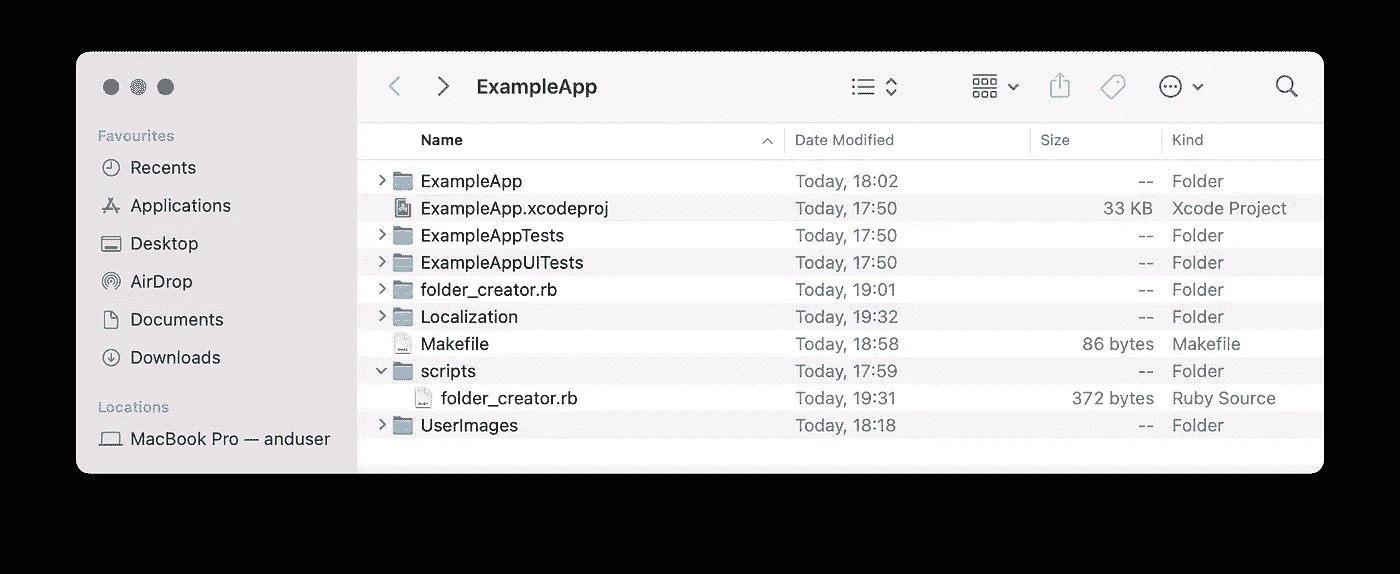 ExampleApp
Favourites
Recents
Applications
Desktop
AirDrop
Documents
Downloads
Locations
MacBook Pro — anduser
Name Date Modified Size Kind
ExampleApp Today, 18:02 -- Folder
ExampleApp.xcodeproj Today, 17:50 33 KB Xcode Project
ExampleAppTests Today, 17:50 -- Folder
ExampleAppUITests Today, 17:50 -- Folder
folder_creator.rb Today, 19:01 -- Folder
Localization Today, 19:32 -- Folder
Makefile Today, 18:58 86 bytes Makefile
scripts Today, 17:59 -- Folder
folder_creator.rb Today, 19:31 372 bytes Ruby Source
UserImages Today, 18:18 -- Folder